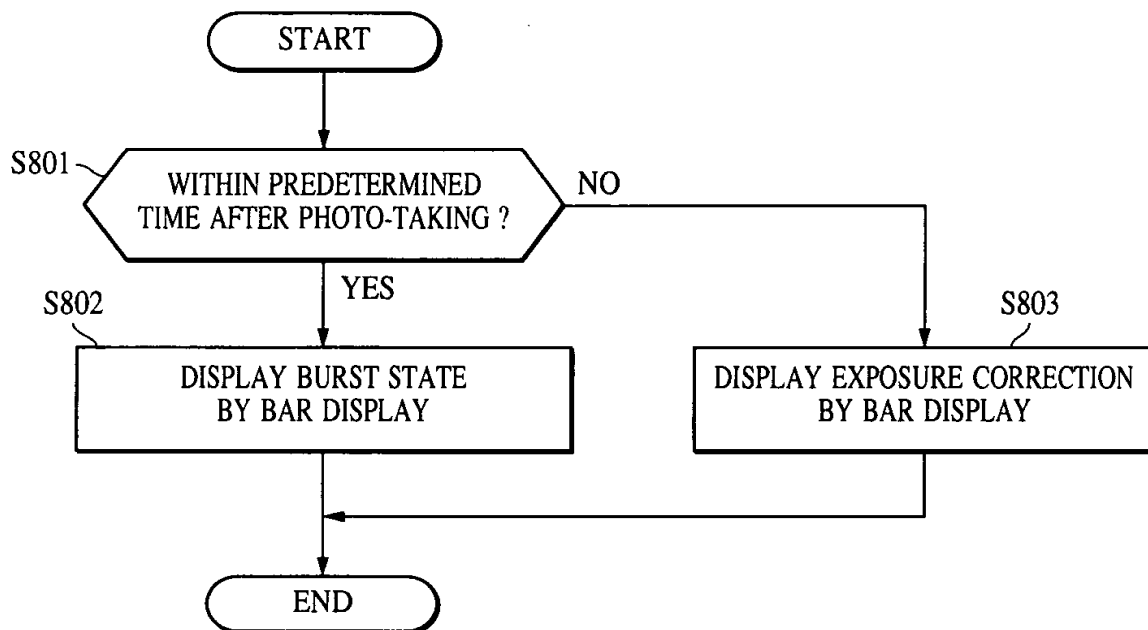 START
S801
WITHIN PREDETERMINED
TIME AFTER PHOTO-TAKING ?
NO
YES
S802
DISPLAY BURST STATE
BY BAR DISPLAY
S803
DISPLAY EXPOSURE CORRECTION
BY BAR DISPLAY
END